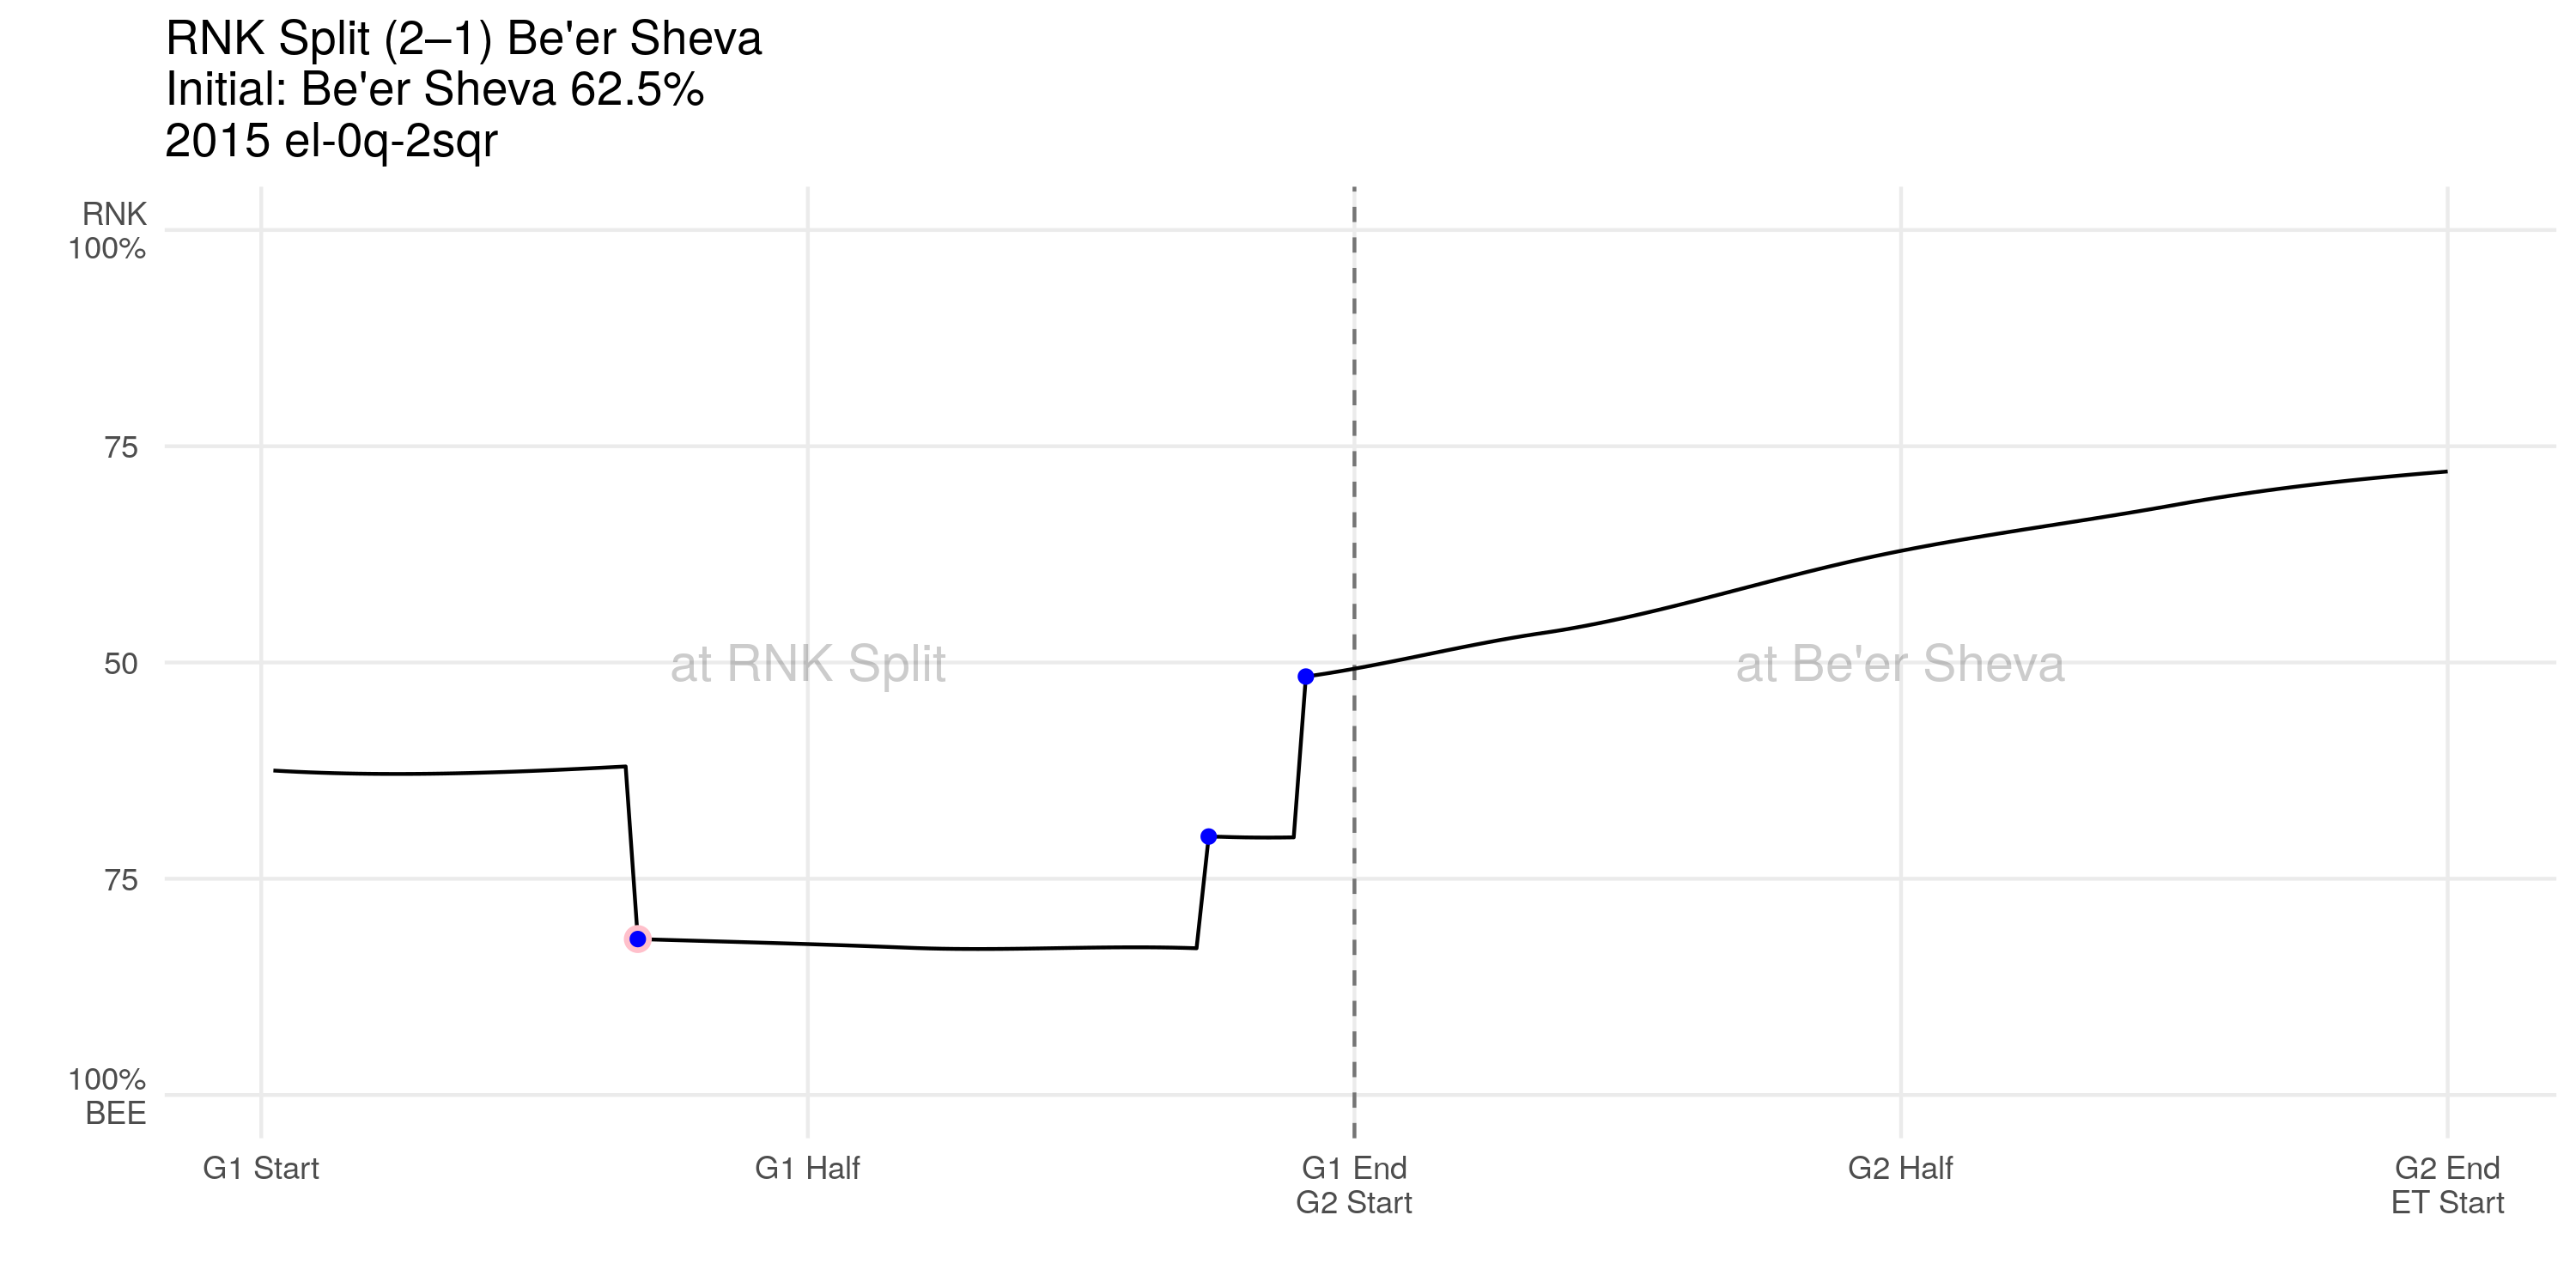 RNK Split (2–1) Be'er Sheva
Initial: Be'er Sheva 62.5%
2015 el-0q-2sqr
RNK
100%
75
50
75
100%
BEE
at RNK Split
at Be'er Sheva
G1 Start
G1 Half
G1 End
G2 Start
G2 Half
G2 End
ET Start